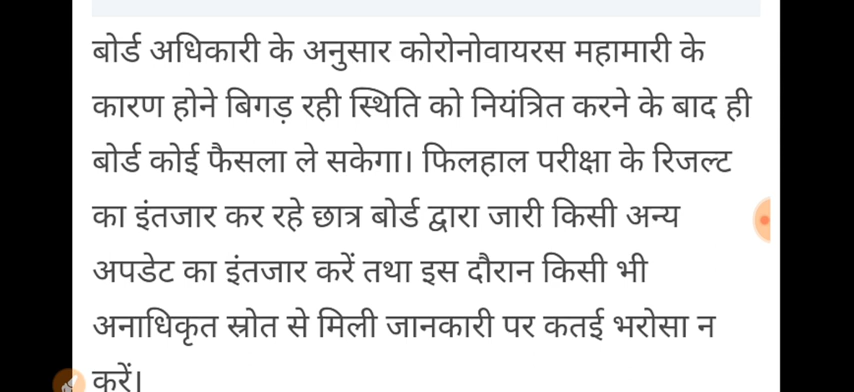 बोर्ड अधिकारी के अनुसार कोरोनोवायरस महामारी के
कारण होने बिगड़ रही स्थिति को नियंत्रित करने के बाद ही
बोर्ड कोई फैसला ले सकेगा। फिलहाल परीक्षा के रिजल्ट
का इंतजार कर रहे छात्र बोर्ड द्वारा जारी किसी अन्य
अपडेट का इंतजार करें तथा इस दौरान किसी भी
अनाधिकृत स्रोत से मिली जानकारी पर कतई भरोसा न
करें।